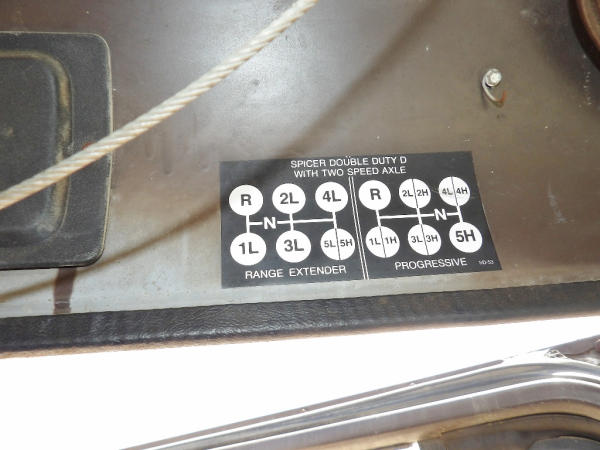 SPICER DOUBLE DUTY D
WITH TWO SPEED AXLE
R 2L 4L
N
1L 3L 5L 5H
RANGE EXTENDER
R 2L 2H 4L 4H
N
1L 1H 3L 3H 5H
PROGRESSIVE